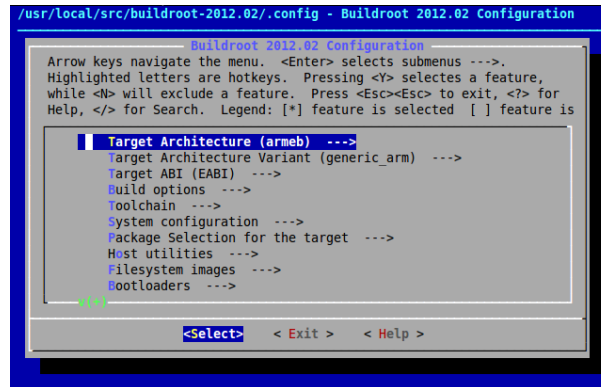 /usr/local/src/buildroot-2012.02/.config - Buildroot 2012.02 Configuration
Buildroot 2012.02 Configuration
Arrow keys navigate the menu. <Enter> selects submenus --->.
Highlighted letters are hotkeys. Pressing <Y> selectes a feature,
while <N> will exclude a feature. Press <Esc><Esc> to exit, <?> for
Help, </> for Search. Legend: [*] feature is selected [ ] feature is
Target Architecture (armeb) --->
Target Architecture Variant (generic_arm) --->
Target ABI (EABI) --->
Build options --->
Toolchain --->
System configuration --->
Package Selection for the target --->
Host utilities --->
Filesystem images --->
Bootloaders --->
v(+)
<Select> < Exit > < Help >